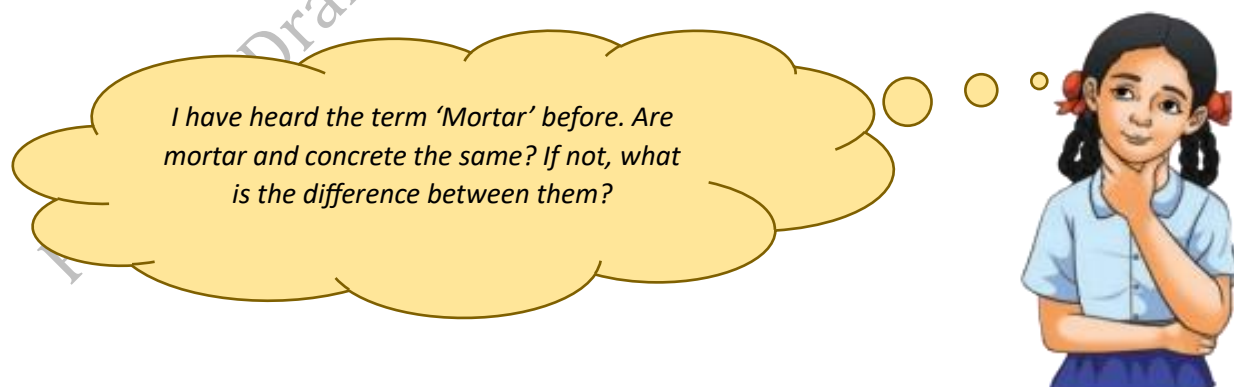 I have heard the term ‘Mortar’ before. Are
mortar and concrete the same? If not, what
is the difference between them?